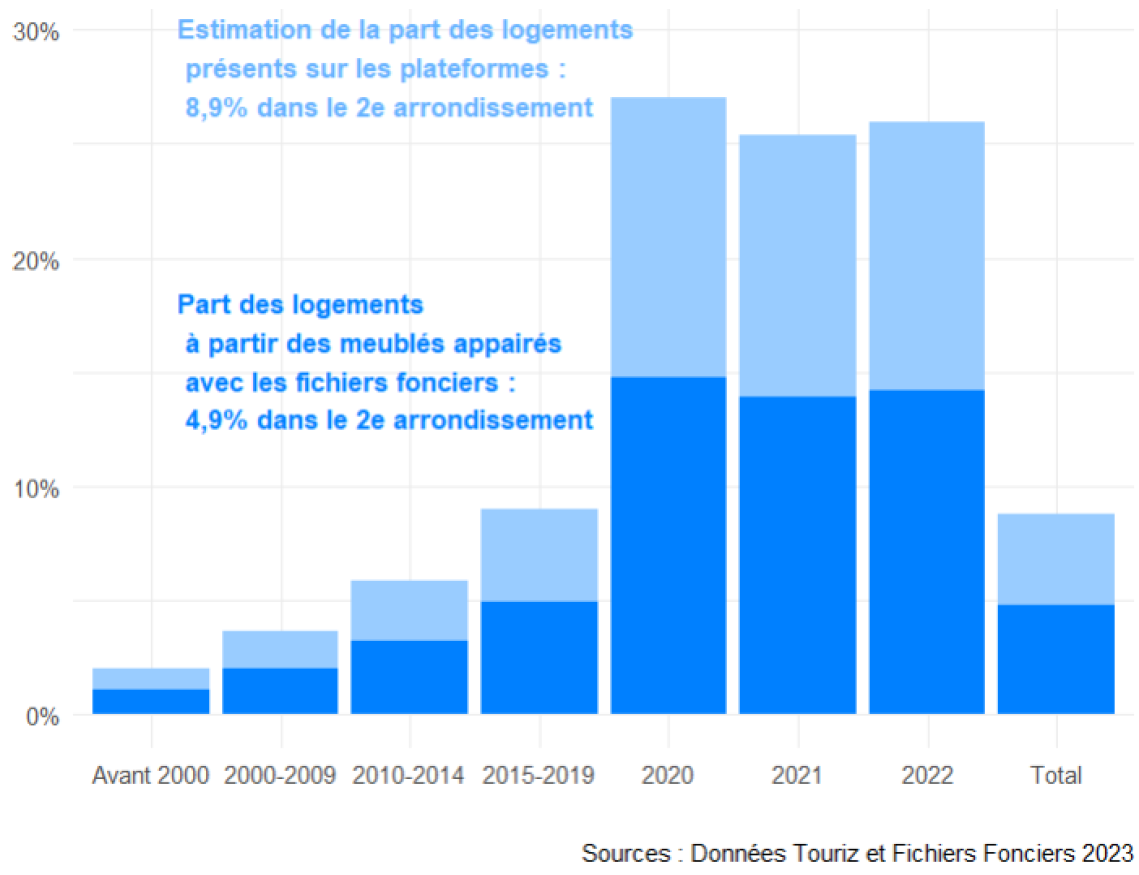 30%
Estimation de la part des logements
présents sur les plateformes :
8,9% dans le 2e arrondissement
20%
Part des logements
à partir des meublés appairés
avec les fichiers fonciers :
4,9% dans le 2e arrondissement
10%
0%
Avant 2000 2000-2009 2010-2014 2015-2019 2020 2021 2022 Total
Sources : Données Touriz et Fichiers Fonciers 2023